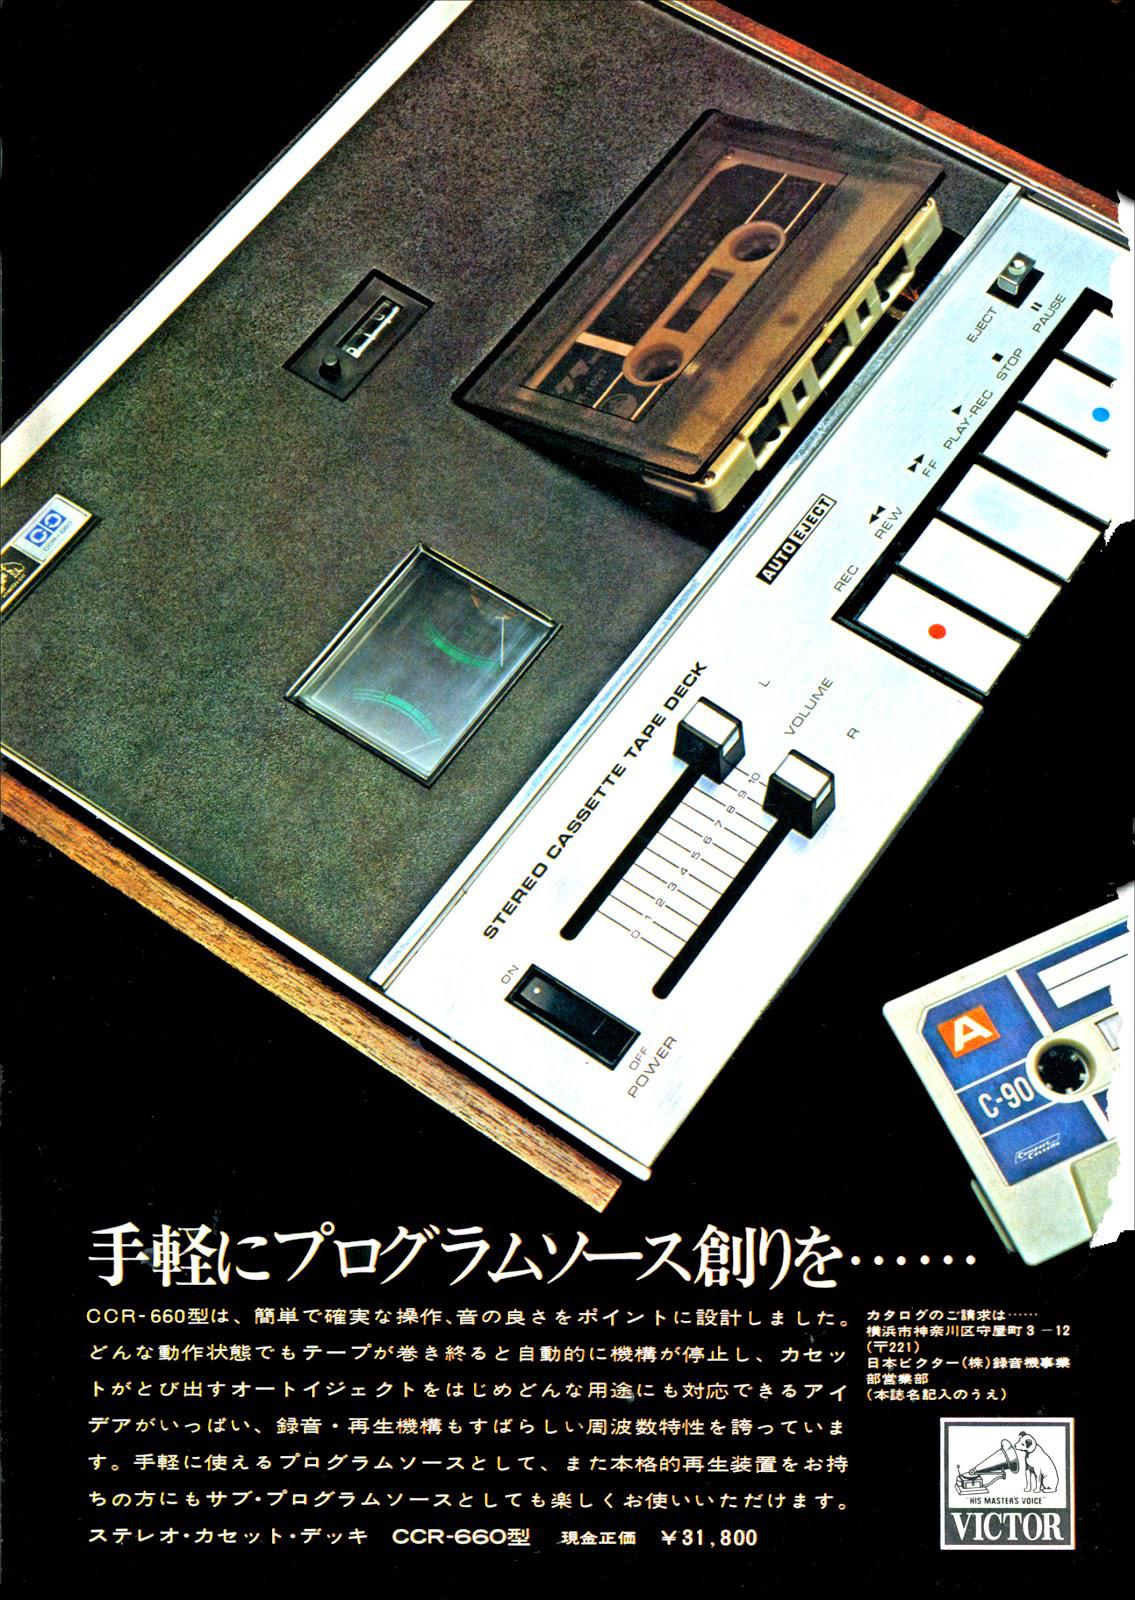 EJECT
PAUSE
STOP
PLAY-REC
FF
REW
REC
AUTO EJECT
CCR-660
STEREO CASSETTE TAPE DECK
L
VOLUME
R
10
9
8
7
6
5
4
3
2
1
0
ON
OFF
POWER
A
C-90
Compact Cassette
手軽にプログラムソース創りを‥‥‥
CCR-660型は、簡単で確実な操作、音の良さをポイントに設計しました。
どんな動作状態でもテープが巻き終ると自動的に機構が停止し、カセッ
トがとび出すオートイジェクトをはじめどんな用途にも対応できるアイ
デアがいっぱい、録音・再生機構もすばらしい周波数特性を誇っていま
す。手軽に使えるプログラムソースとして、また本格的再生装置をお持
ちの方にもサブ・プログラムソースとしても楽しくお使いいただけます。
ステレオ・カセット・デッキ CCR-660型 現金正価 ￥31,800
カタログのご請求は……
横浜市神奈川区守屋町3－12
(〒221)
日本ビクター(株)録音機事業
部営業部
(本誌名記入のうえ)
"HIS MASTER'S VOICE"
VICTOR